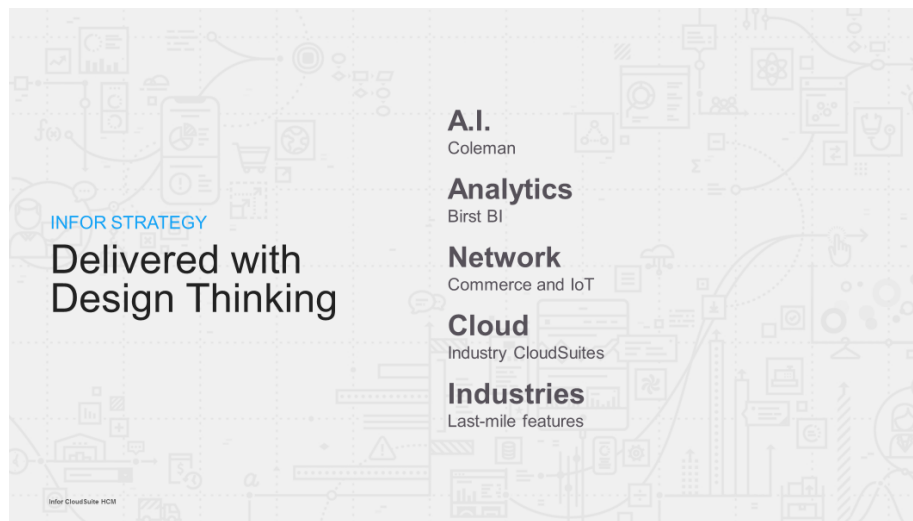 INFOR STRATEGY
Delivered with
Design Thinking
A.I.
Coleman
Analytics
Birst BI
Network
Commerce and IoT
Cloud
Industry CloudSuites
Industries
Last-mile features
Infor CloudSuite HCM